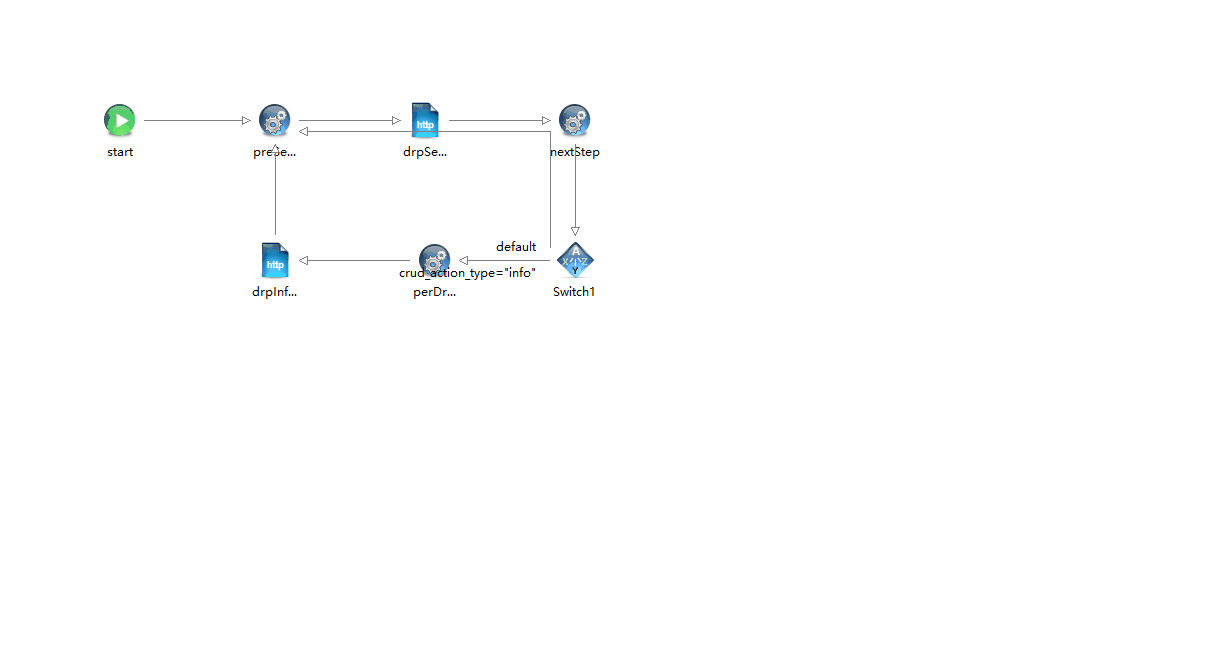 http
start
preSe...
drpSe...
nextStep
default
A
X
Z
Y
http
crud_action_type="info"
drpInf...
perDr...
Switch1